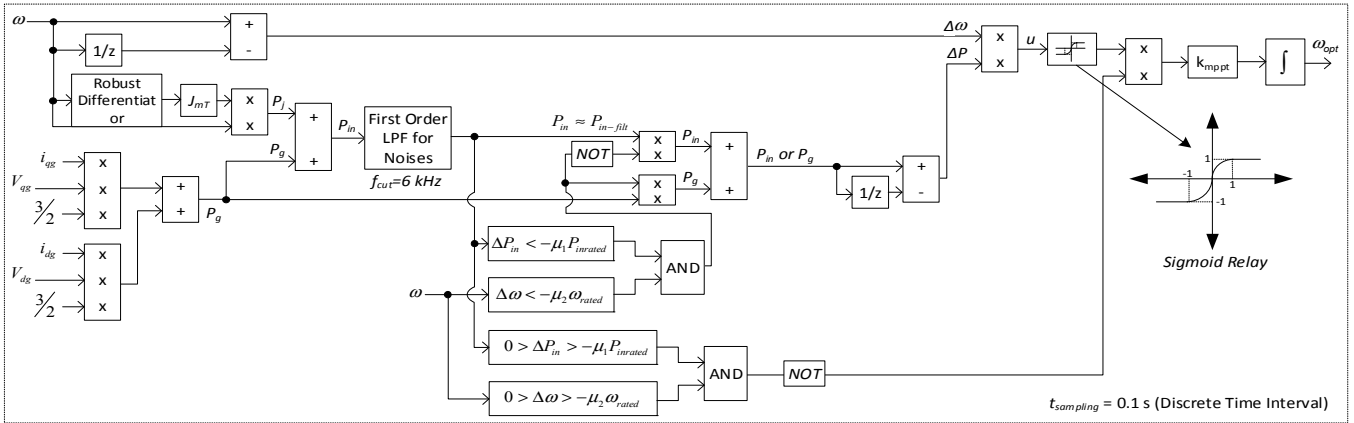 ω
+
-
1/z
Robust
Differentiat
or
J_mT
x
x
P_j
+
+
P_in
P_g
First Order
LPF for
Noises
f_cut=6 kHz
i_qg
V_qg
3/2
x
x
x
i_dg
V_dg
3/2
x
x
x
+
+
P_g
P_in ≈ P_in-filt
NOT
x
x
P_in
x
x
P_g
+
+
P_in or P_g
1/z
+
-
ΔP_in < -μ_1 P_inrated
Δω < -μ_2 ω_rated
AND
ω
0 > ΔP_in > -μ_1 P_inrated
0 > Δω > -μ_2 ω_rated
AND
NOT
Δω
ΔP
x
x
u
x
x
k_mppt
∫
ω_opt
1
-1
1
-1
Sigmoid Relay
t_sampling = 0.1 s (Discrete Time Interval)